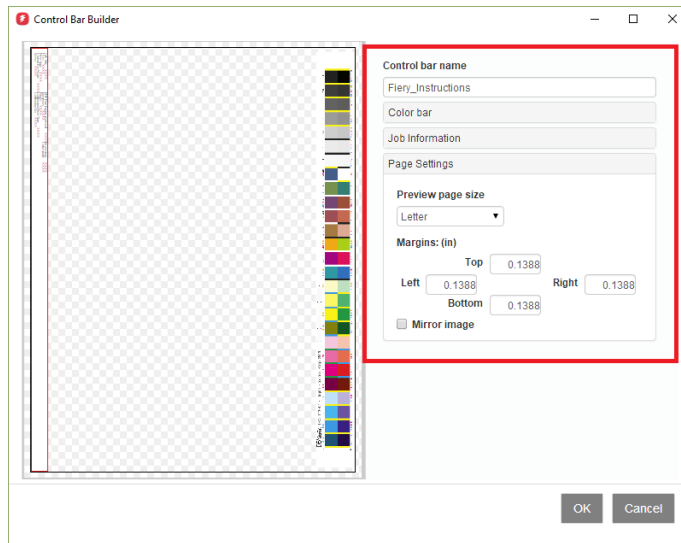 Control Bar Builder
Control bar name
Fiery_Instructions
Color bar
Job Information
Page Settings
Preview page size
Letter
Margins: (in)
Top 0.1388
Left 0.1388 Right 0.1388
Bottom 0.1388
Mirror image
OK Cancel